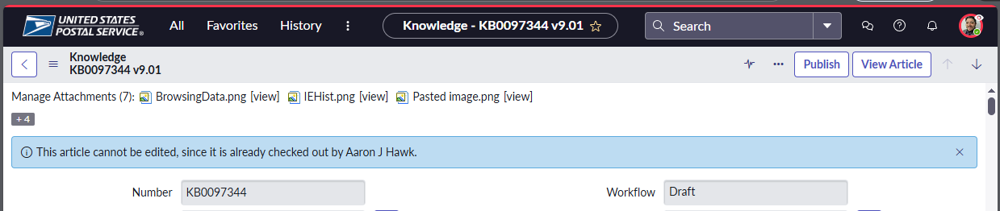 UNITED STATES
POSTAL SERVICE®
All Favorites History Knowledge - KB0097344 v9.01 Search
Knowledge
KB0097344 v9.01
Publish View Article
Manage Attachments (7): BrowsingData.png [view] IEHist.png [view] Pasted image.png [view]
+ 4
This article cannot be edited, since it is already checked out by Aaron J Hawk.
Number KB0097344 Workflow Draft